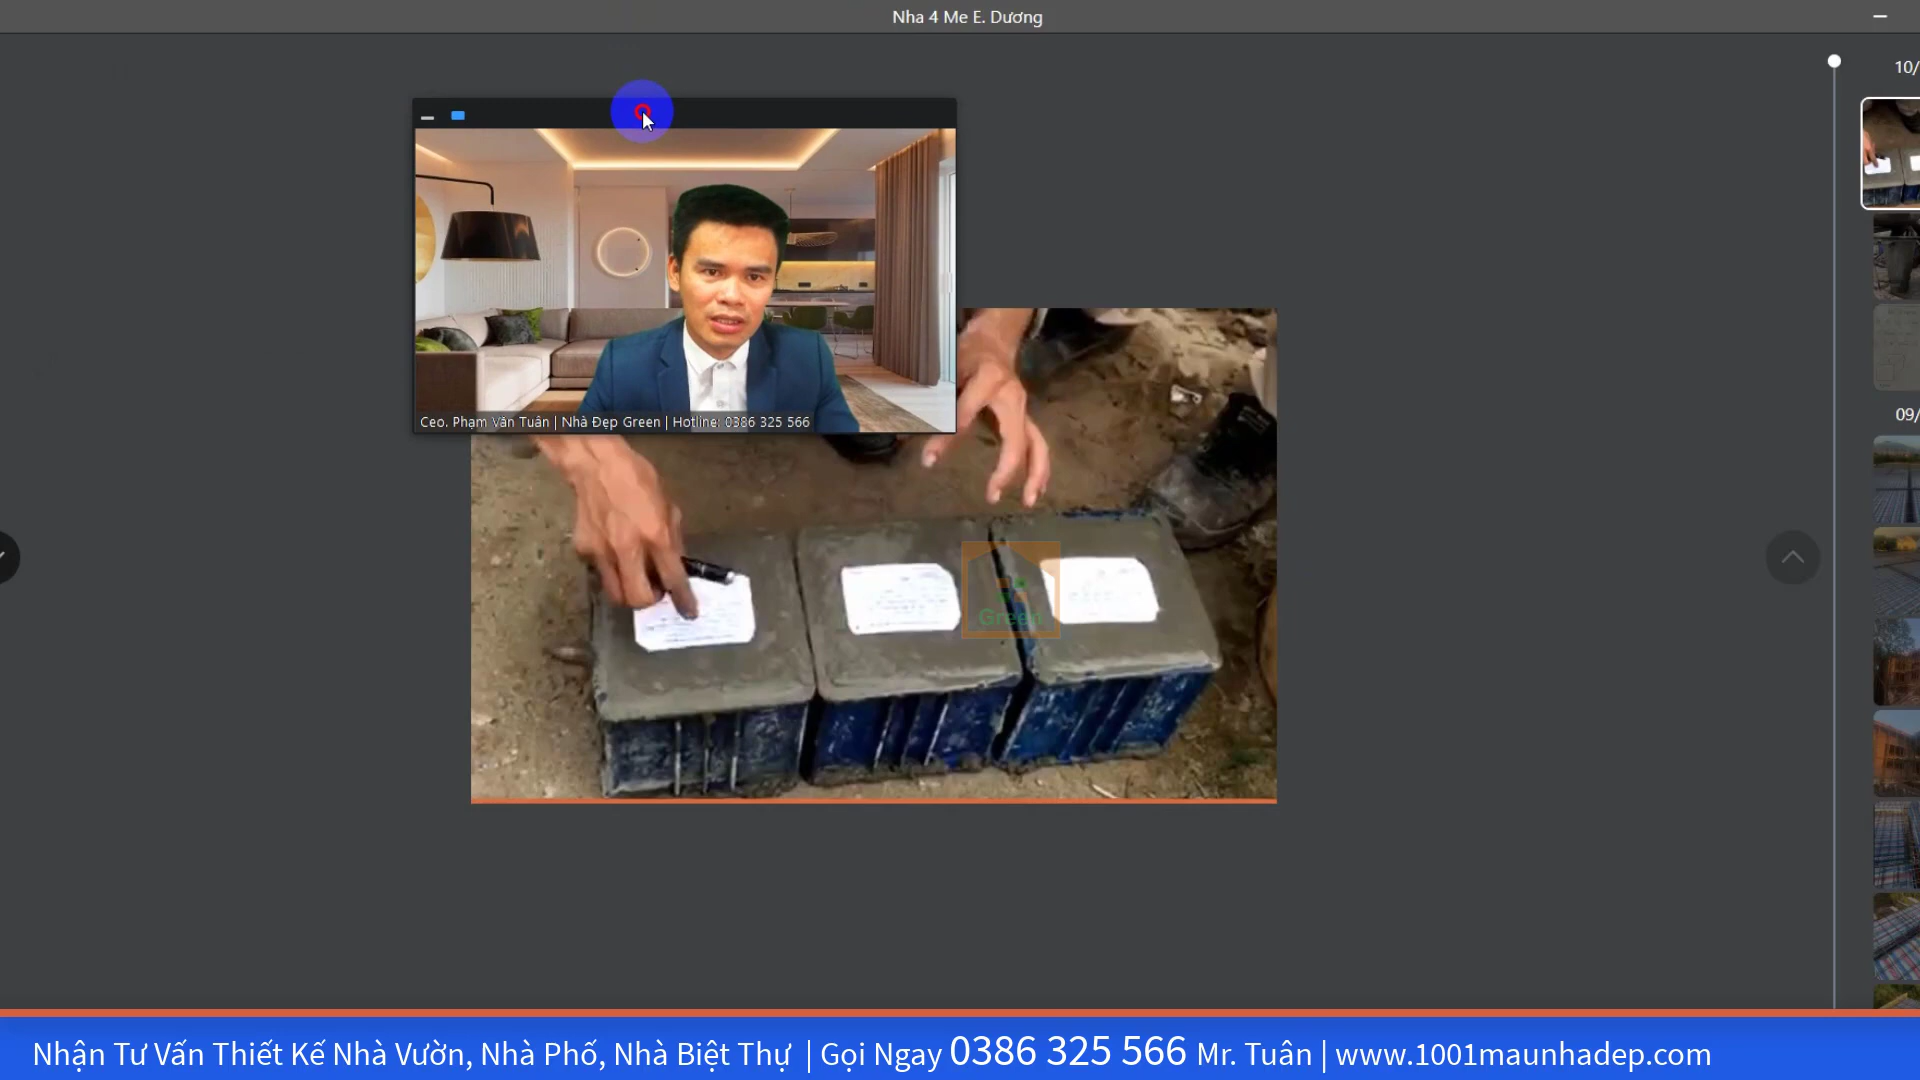 Nha 4 Me E. Dương
10/
Ceo. Phạm Văn Tuân | Nhà Đẹp Green | Hotline: 0386 325 566
09/
Green
Nhận Tư Vấn Thiết Kế Nhà Vườn, Nhà Phố, Nhà Biệt Thự | Gọi Ngay 0386 325 566 Mr. Tuân | www.1001maunhadep.com